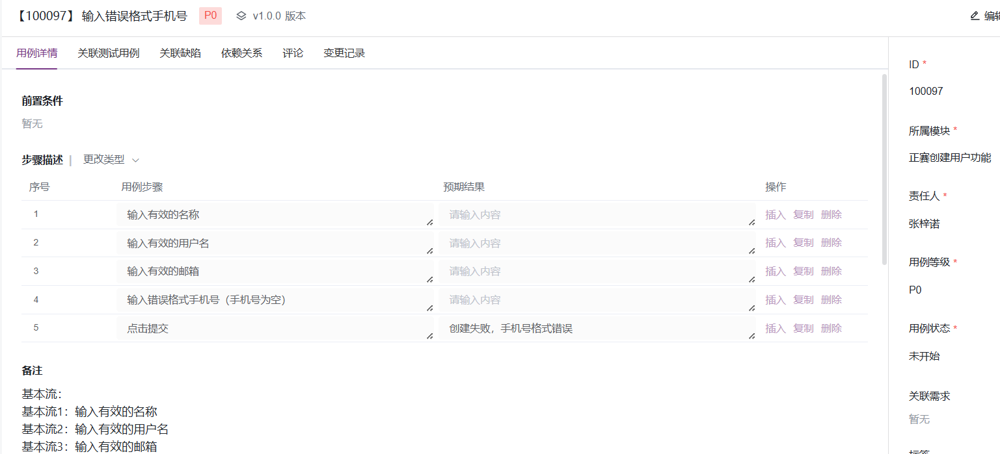 【100097】 输入错误格式手机号 P0 v1.0.0 版本
用例详情 关联测试用例 关联缺陷 依赖关系 评论 变更记录
前置条件
暂无
步骤描述 | 更改类型
序号 用例步骤 预期结果 操作
1 输入有效的名称 请输入内容 插入 复制 删除
2 输入有效的用户名 请输入内容 插入 复制 删除
3 输入有效的邮箱 请输入内容 插入 复制 删除
4 输入错误格式手机号（手机号为空） 请输入内容 插入 复制 删除
5 点击提交 创建失败，手机号格式错误 插入 复制 删除
备注
基本流：
基本流1：输入有效的名称
基本流2：输入有效的用户名
基本流3：输入有效的邮箱
编辑
ID *
100097
所属模块 *
正赛创建用户功能
责任人 *
张梓诺
用例等级 *
P0
用例状态 *
未开始
关联需求
暂无